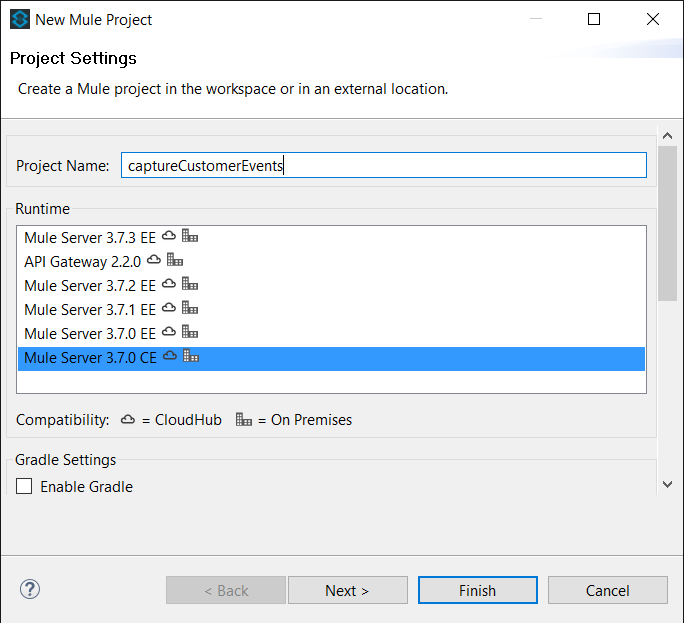 New Mule Project
Project Settings
Create a Mule project in the workspace or in an external location.
Project Name: captureCustomerEvents
Runtime
Mule Server 3.7.3 EE
API Gateway 2.2.0
Mule Server 3.7.2 EE
Mule Server 3.7.1 EE
Mule Server 3.7.0 EE
Mule Server 3.7.0 CE
Compatibility: = CloudHub = On Premises
Gradle Settings
Enable Gradle
? < Back Next > Finish Cancel